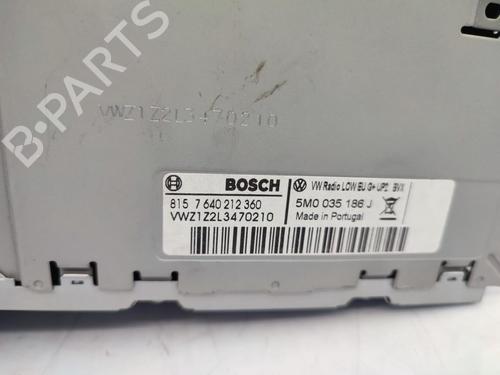 VWZ1Z2L3470210
B-PARTS
BOSCH
VW Radio LOW EU G+ UP2 BVX
815 7 640 212 360
5M0 035 186 J
VWZ1Z2L3470210
Made in Portugal